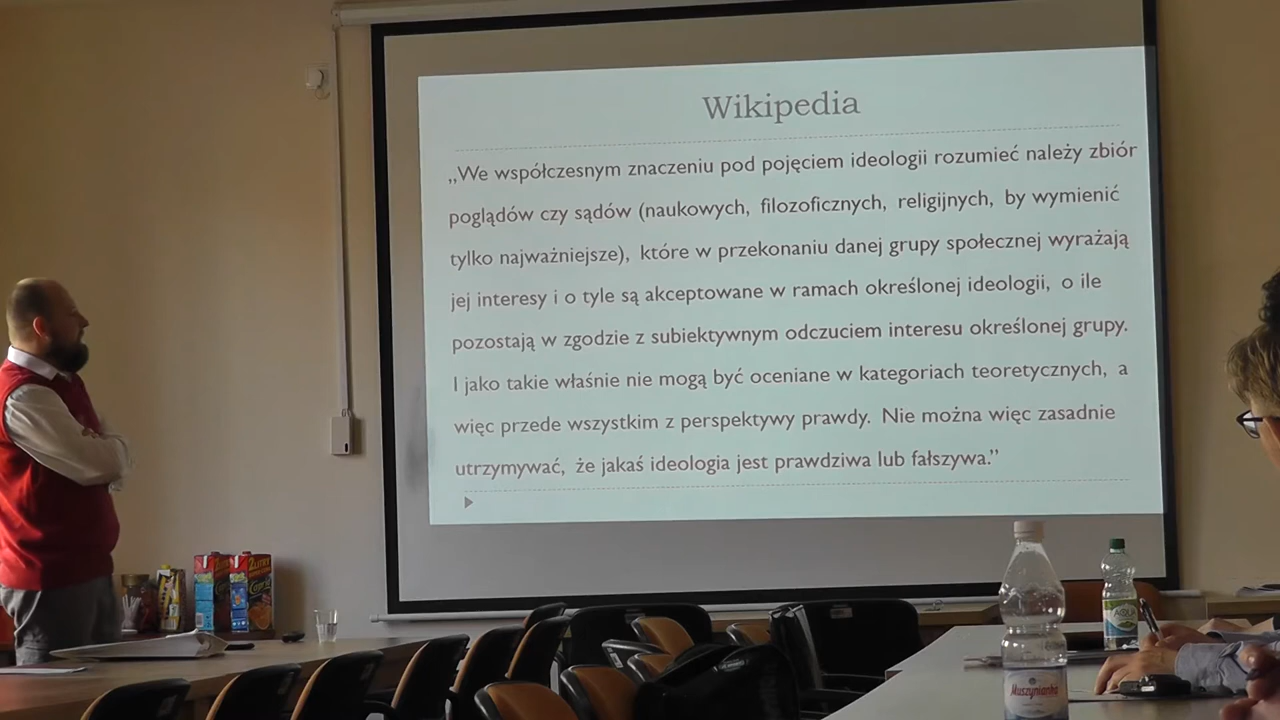 Wikipedia
„We współczesnym znaczeniu pod pojęciem ideologii rozumieć należy zbiór
poglądów czy sądów (naukowych, filozoficznych, religijnych, by wymienić
tylko najważniejsze), które w przekonaniu danej grupy społecznej wyrażają
jej interesy i o tyle są akceptowane w ramach określonej ideologii, o ile
pozostają w zgodzie z subiektywnym odczuciem interesu określonej grupy.
I jako takie właśnie nie mogą być oceniane w kategoriach teoretycznych, a
więc przede wszystkim z perspektywy prawdy. Nie można więc zasadnie
utrzymywać, że jakaś ideologia jest prawdziwa lub fałszywa.”
2 LITRY
Muszynianka